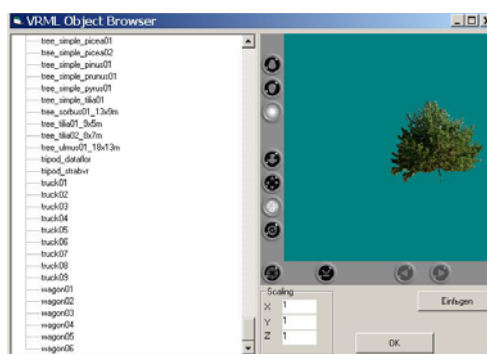 VRML Object Browser
tree_simple_picea01
tree_simple_picea02
tree_simple_pinus01
tree_simple_prunus01
tree_simple_pyrus01
tree_simple_tilia01
tree_sorbus01_13x9m
tree_tilia01_9x5m
tree_tilia02_8x7m
tree_ulmus01_18x13m
tripod_dataflor
tripod_strabvr
truck01
truck02
truck03
truck04
truck05
truck06
truck07
truck08
truck09
wagon01
wagon02
wagon03
wagon04
wagon05
wagon06
Scaling
X 1
Y 1
Z 1
Einfügen
OK